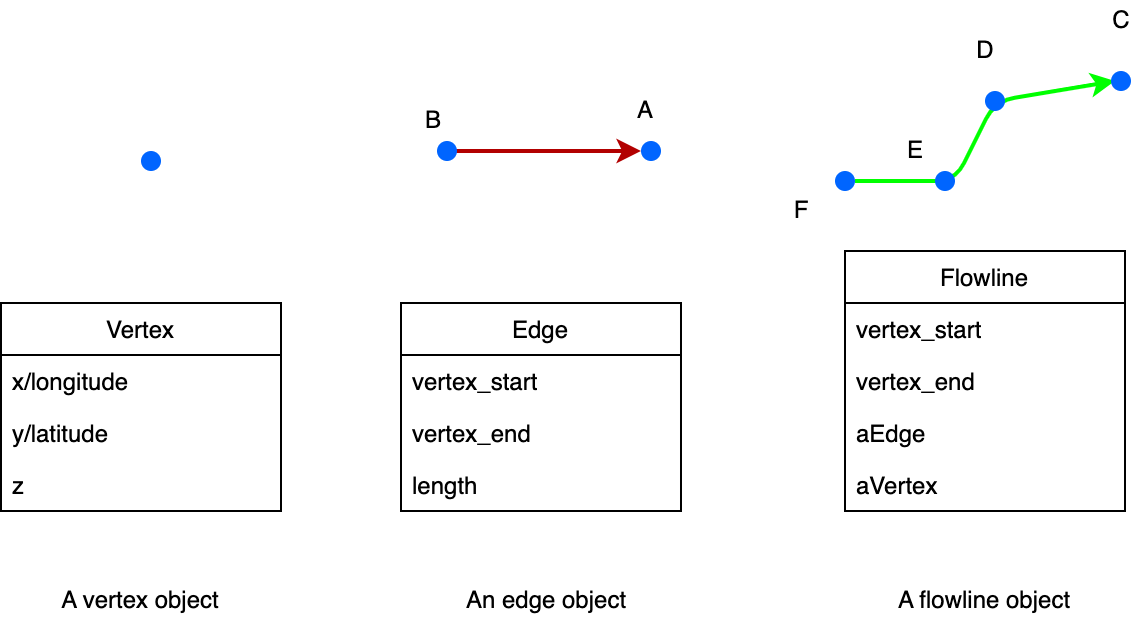 C
D
B
A
E
F
Vertex
x/longitude
y/latitude
z
Edge
vertex_start
vertex_end
length
Flowline
vertex_start
vertex_end
aEdge
aVertex
A vertex object
An edge object
A flowline object